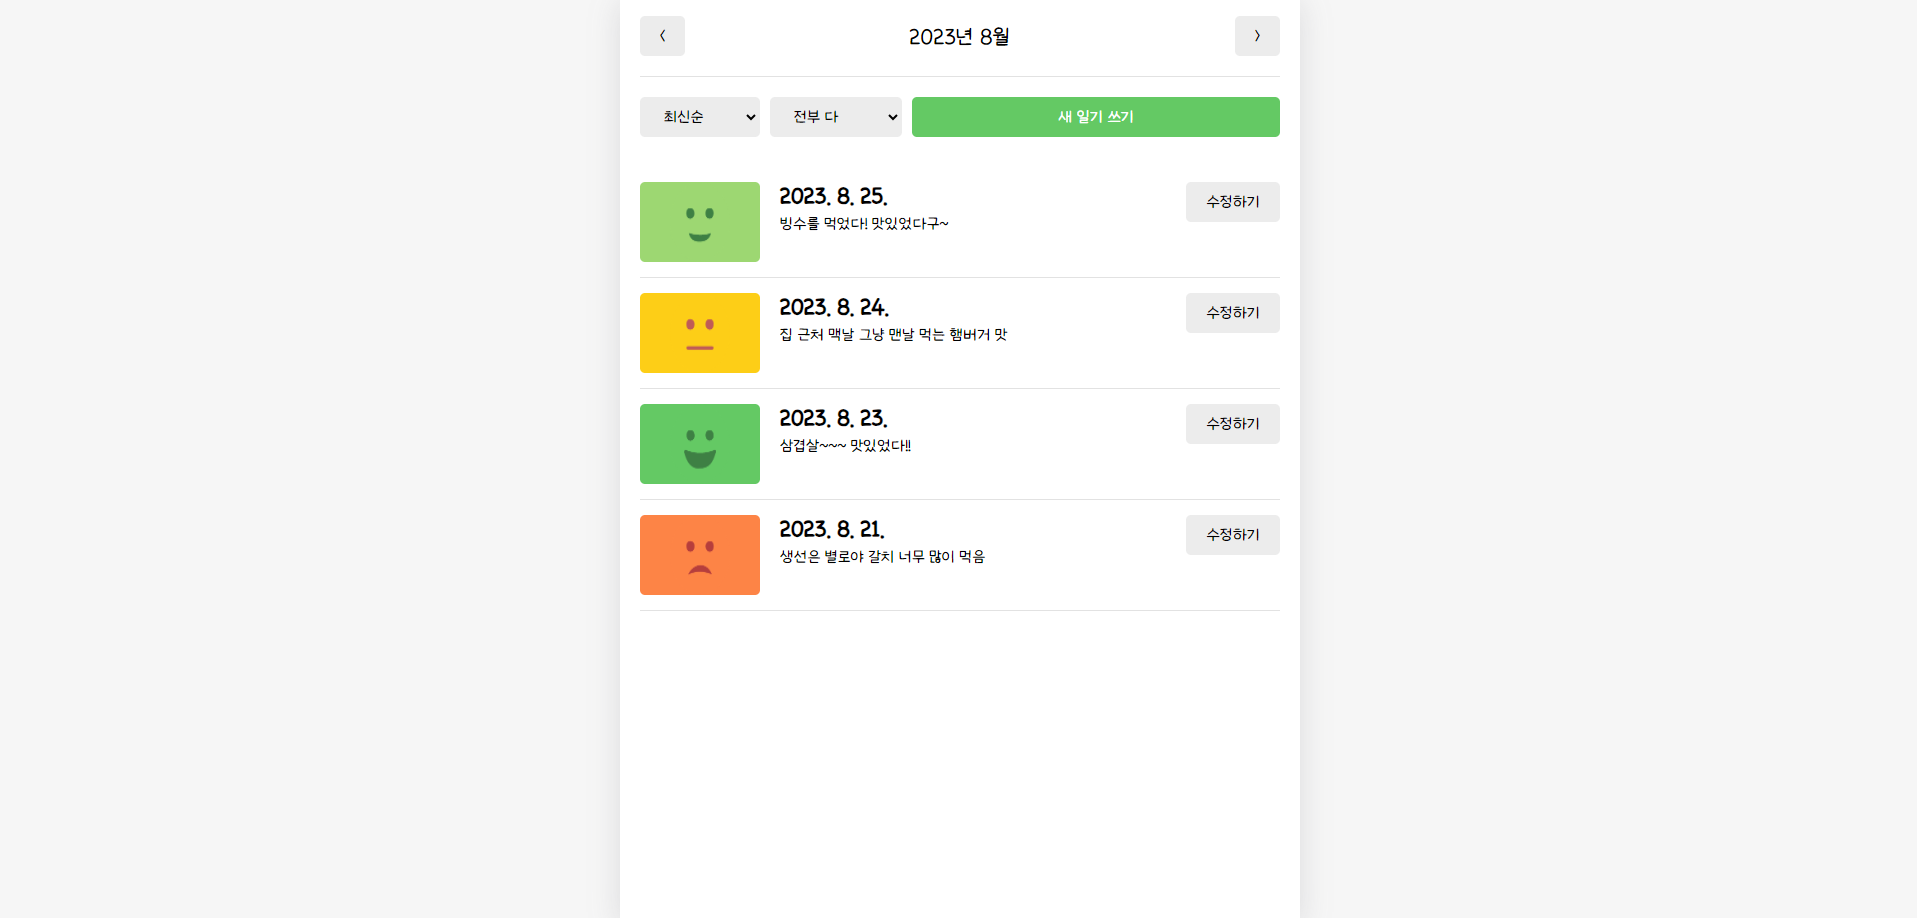 〈
2023년 8월
〉
최신순
전부 다
새 일기 쓰기
2023. 8. 25.
빙수를 먹었다! 맛있었다구~
수정하기
2023. 8. 24.
집 근처 맥날 그냥 맨날 먹는 햄버거 맛
수정하기
2023. 8. 23.
삼겹살~~~ 맛있었다!!
수정하기
2023. 8. 21.
생선은 별로야 갈치 너무 많이 먹음
수정하기